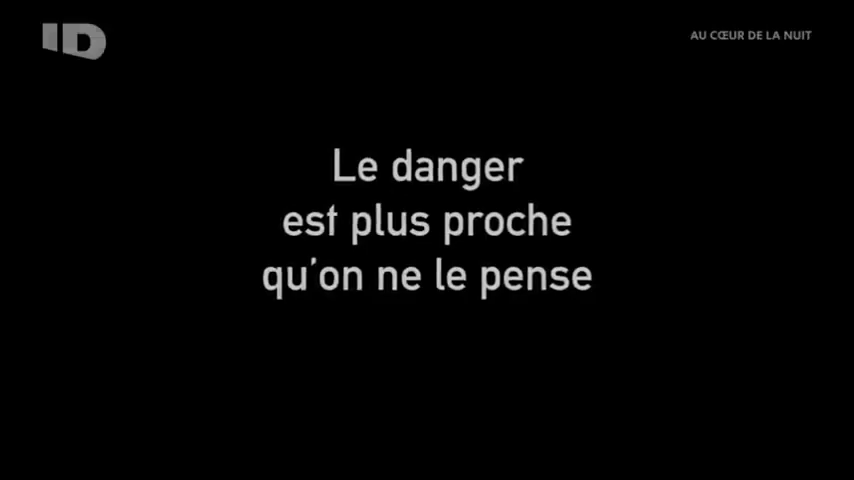 ID
AU CŒUR DE LA NUIT
Le danger
est plus proche
qu'on ne le pense